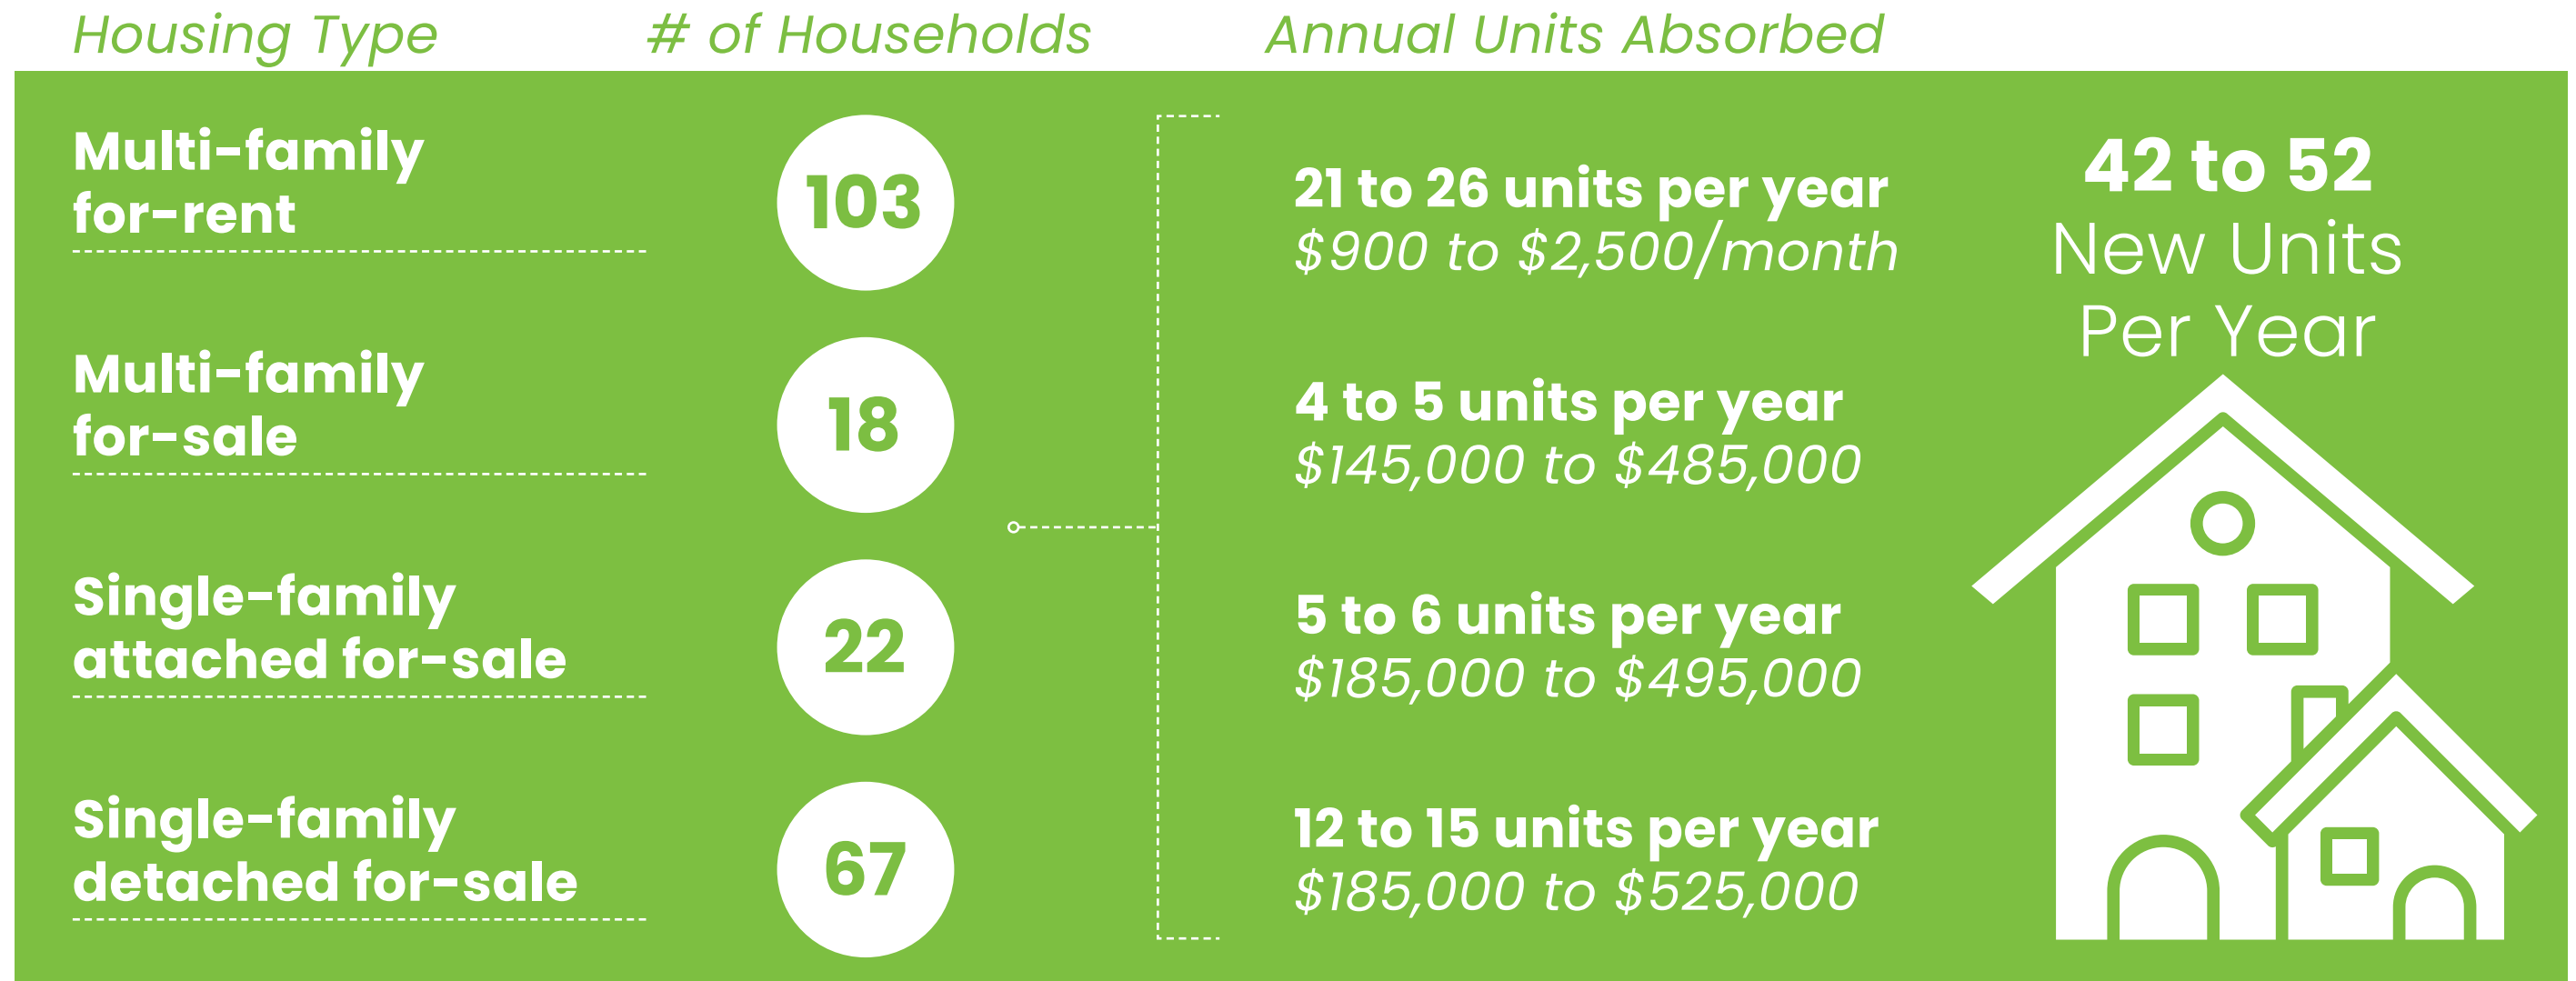 Housing Type # of Households Annual Units Absorbed
Multi-family
for-rent
103
21 to 26 units per year
$900 to $2,500/month
Multi-family
for-sale
18
4 to 5 units per year
$145,000 to $485,000
Single-family
attached for-sale
22
5 to 6 units per year
$185,000 to $495,000
Single-family
detached for-sale
67
12 to 15 units per year
$185,000 to $525,000
42 to 52
New Units
Per Year